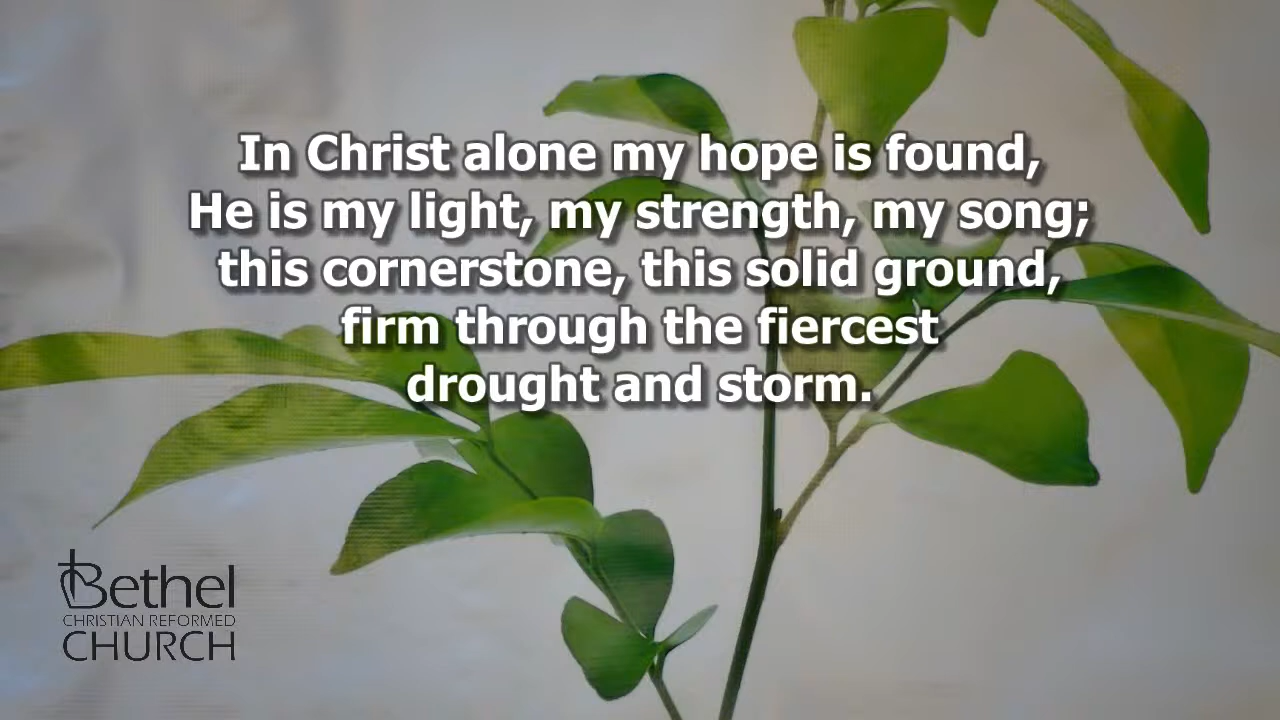 In Christ alone my hope is found,
He is my light, my strength, my song;
this cornerstone, this solid ground,
firm through the fiercest
drought and storm.
Bethel
CHRISTIAN REFORMED
CHURCH